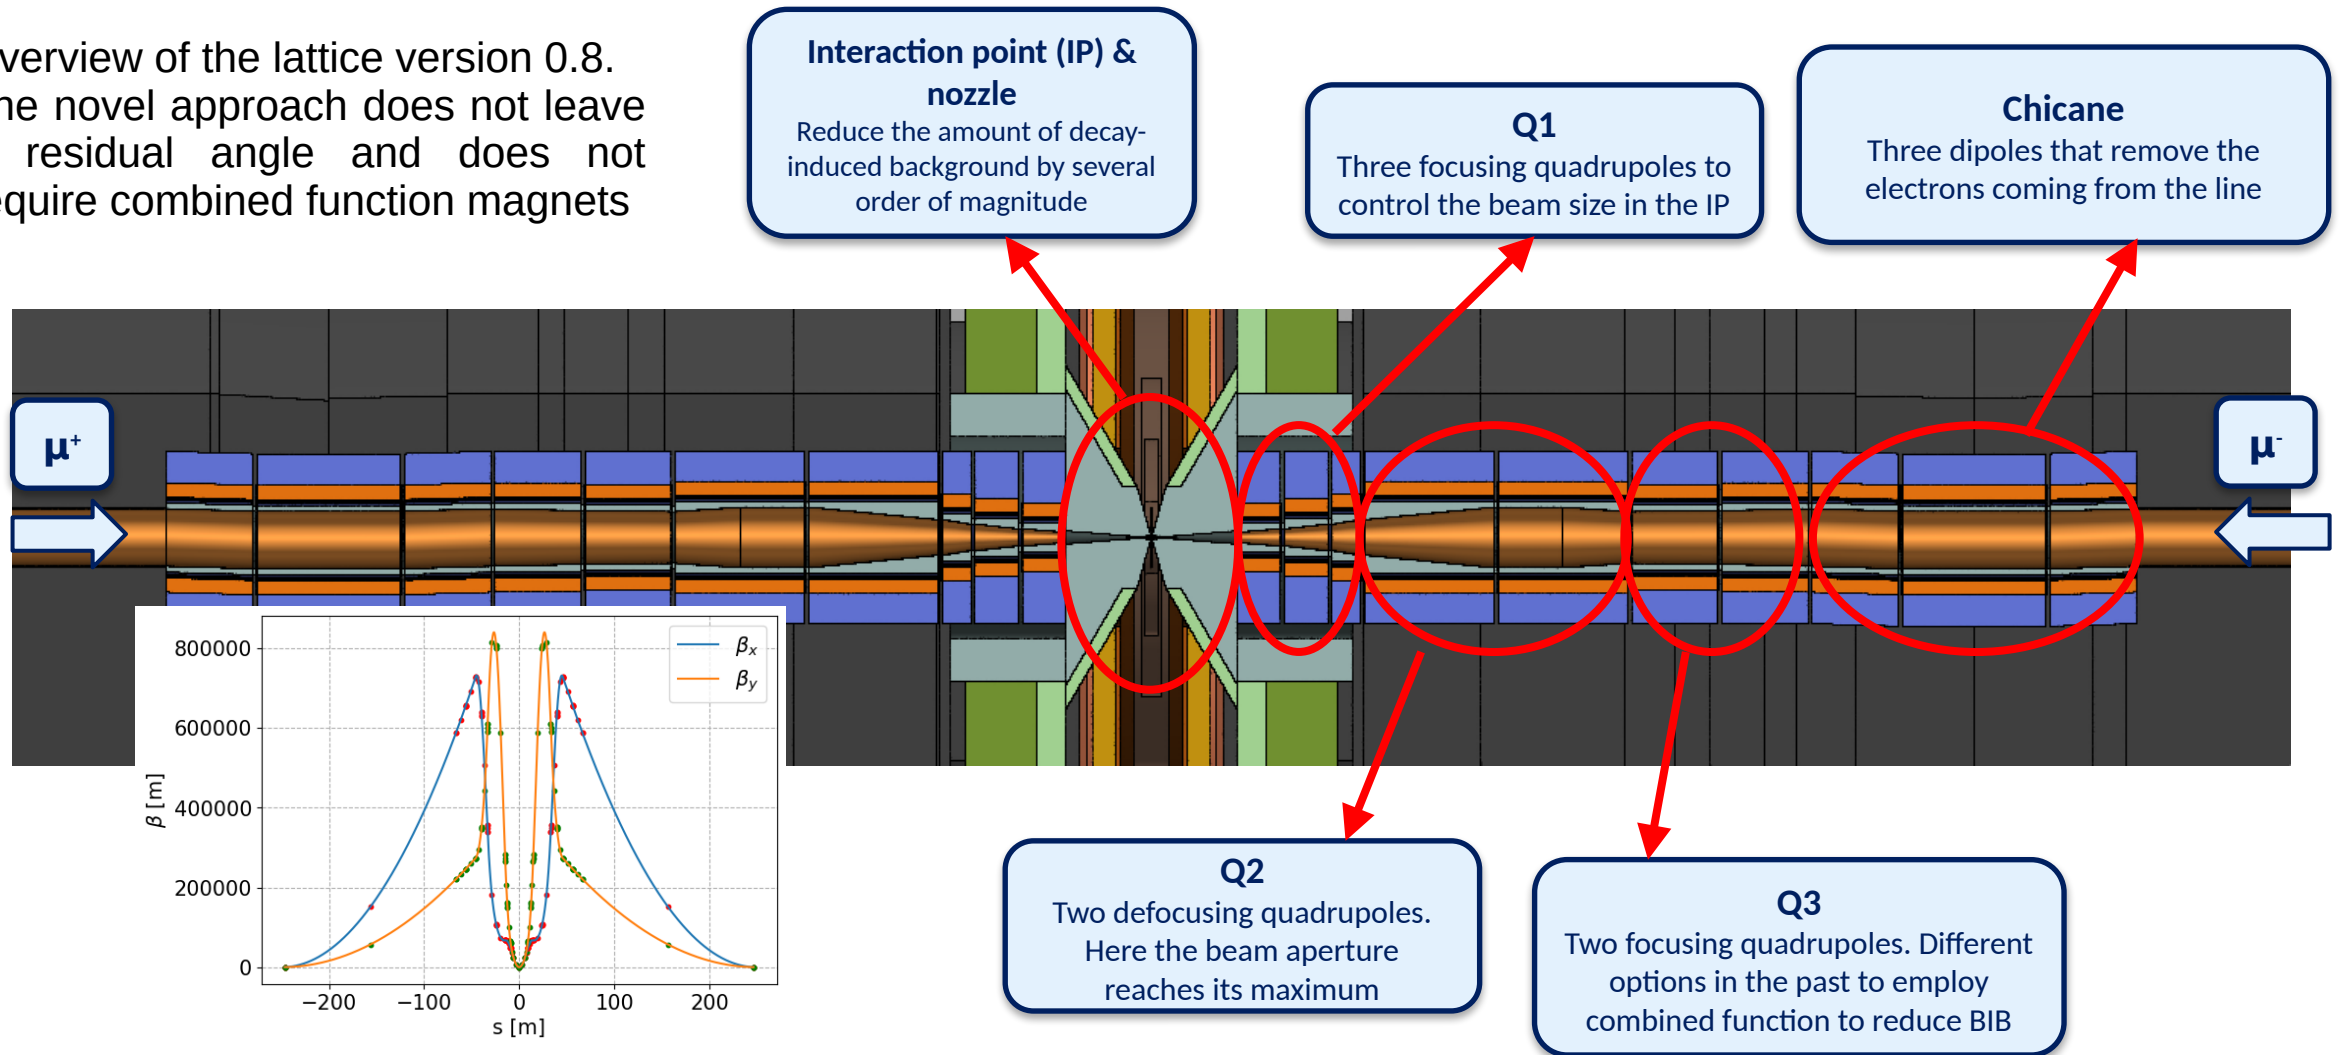 verview of the lattice version 0.8.
ne novel approach does not leave
residual angle and does not
equire combined function magnets
Interaction point (IP) &
nozzle
Reduce the amount of decay-
induced background by several
order of magnitude
Q1
Three focusing quadrupoles to
control the beam size in the IP
Chicane
Three dipoles that remove the
electrons coming from the line
μ+
μ-
800000
600000
400000
200000
0
β [m]
βx
βy
−200
−100
0
100
200
s [m]
Q2
Two defocusing quadrupoles.
Here the beam aperture
reaches its maximum
Q3
Two focusing quadrupoles. Different
options in the past to employ
combined function to reduce BIB